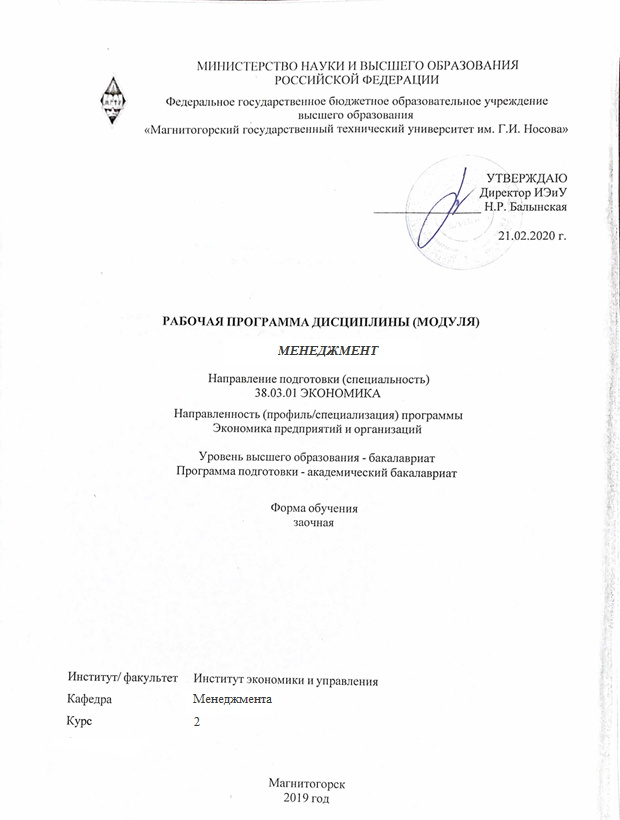 МИНИСТЕРСТВО НАУКИ И ВЫСШЕГО ОБРАЗОВАНИЯ
РОССИЙСКОЙ ФЕДЕРАЦИИ
Федеральное государственное бюджетное образовательное учреждение
высшего образования
«Магнитогорский государственный технический университет им. Г.И. Носова»
УТВЕРЖДАЮ
Директор ИЭиУ
Н.Р. Балынская
21.02.2020 г.
РАБОЧАЯ ПРОГРАММА ДИСЦИПЛИНЫ (МОДУЛЯ)
МЕНЕДЖМЕНТ
Направление подготовки (специальность)
38.03.01 ЭКОНОМИКА
Направленность (профиль/специализация) программы
Экономика предприятий и организаций
Уровень высшего образования - бакалавриат
Программа подготовки - академический бакалавриат
Форма обучения
заочная
Институт/ факультет Институт экономики и управления
Кафедра Менеджмента
Курс 2
Магнитогорск
2019 год